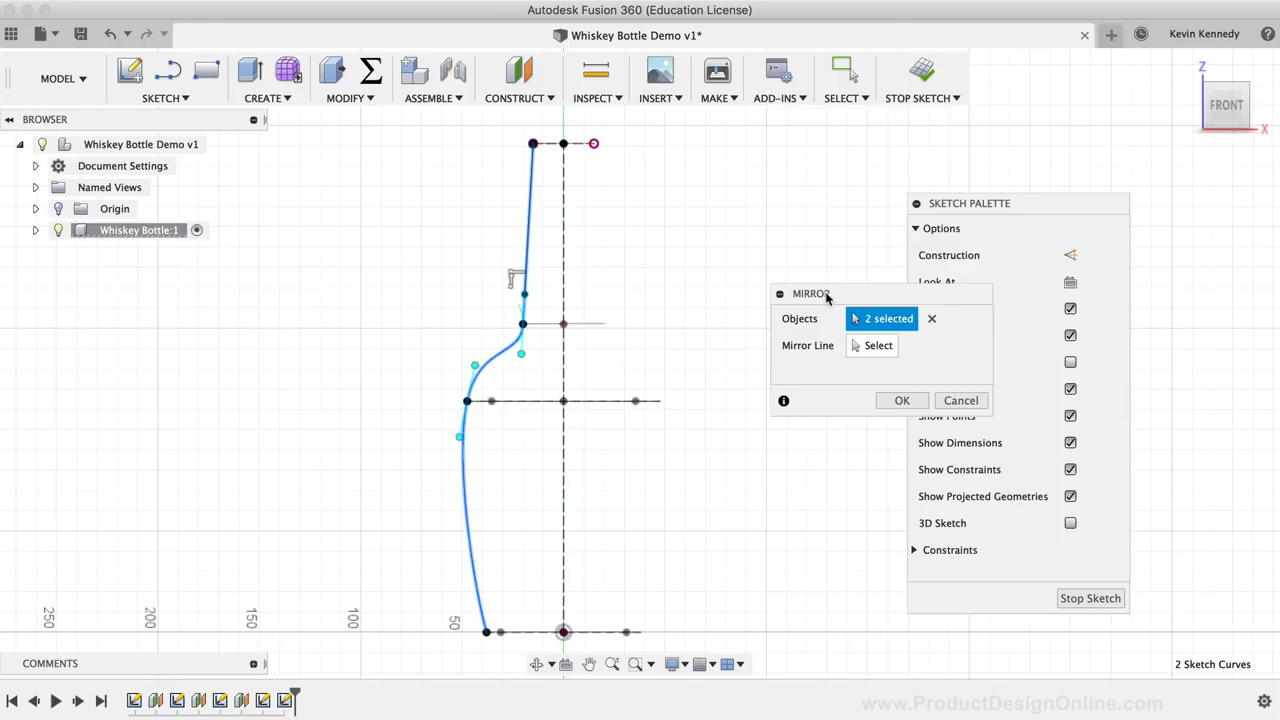 Autodesk Fusion 360 (Education License)
Whiskey Bottle Demo v1*
Kevin Kennedy
MODEL
SKETCH
CREATE
MODIFY
ASSEMBLE
CONSTRUCT
INSPECT
INSERT
MAKE
ADD-INS
SELECT
STOP SKETCH
Z
FRONT
X
BROWSER
Whiskey Bottle Demo v1
Document Settings
Named Views
Origin
Whiskey Bottle:1
SKETCH PALETTE
Options
Construction
Look At
MIRROR
Objects
2 selected
Mirror Line
Select
OK
Cancel
Show Points
Show Dimensions
Show Constraints
Show Projected Geometries
3D Sketch
Constraints
Stop Sketch
250
200
150
100
50
COMMENTS
2 Sketch Curves
www.ProductDesignOnline.com